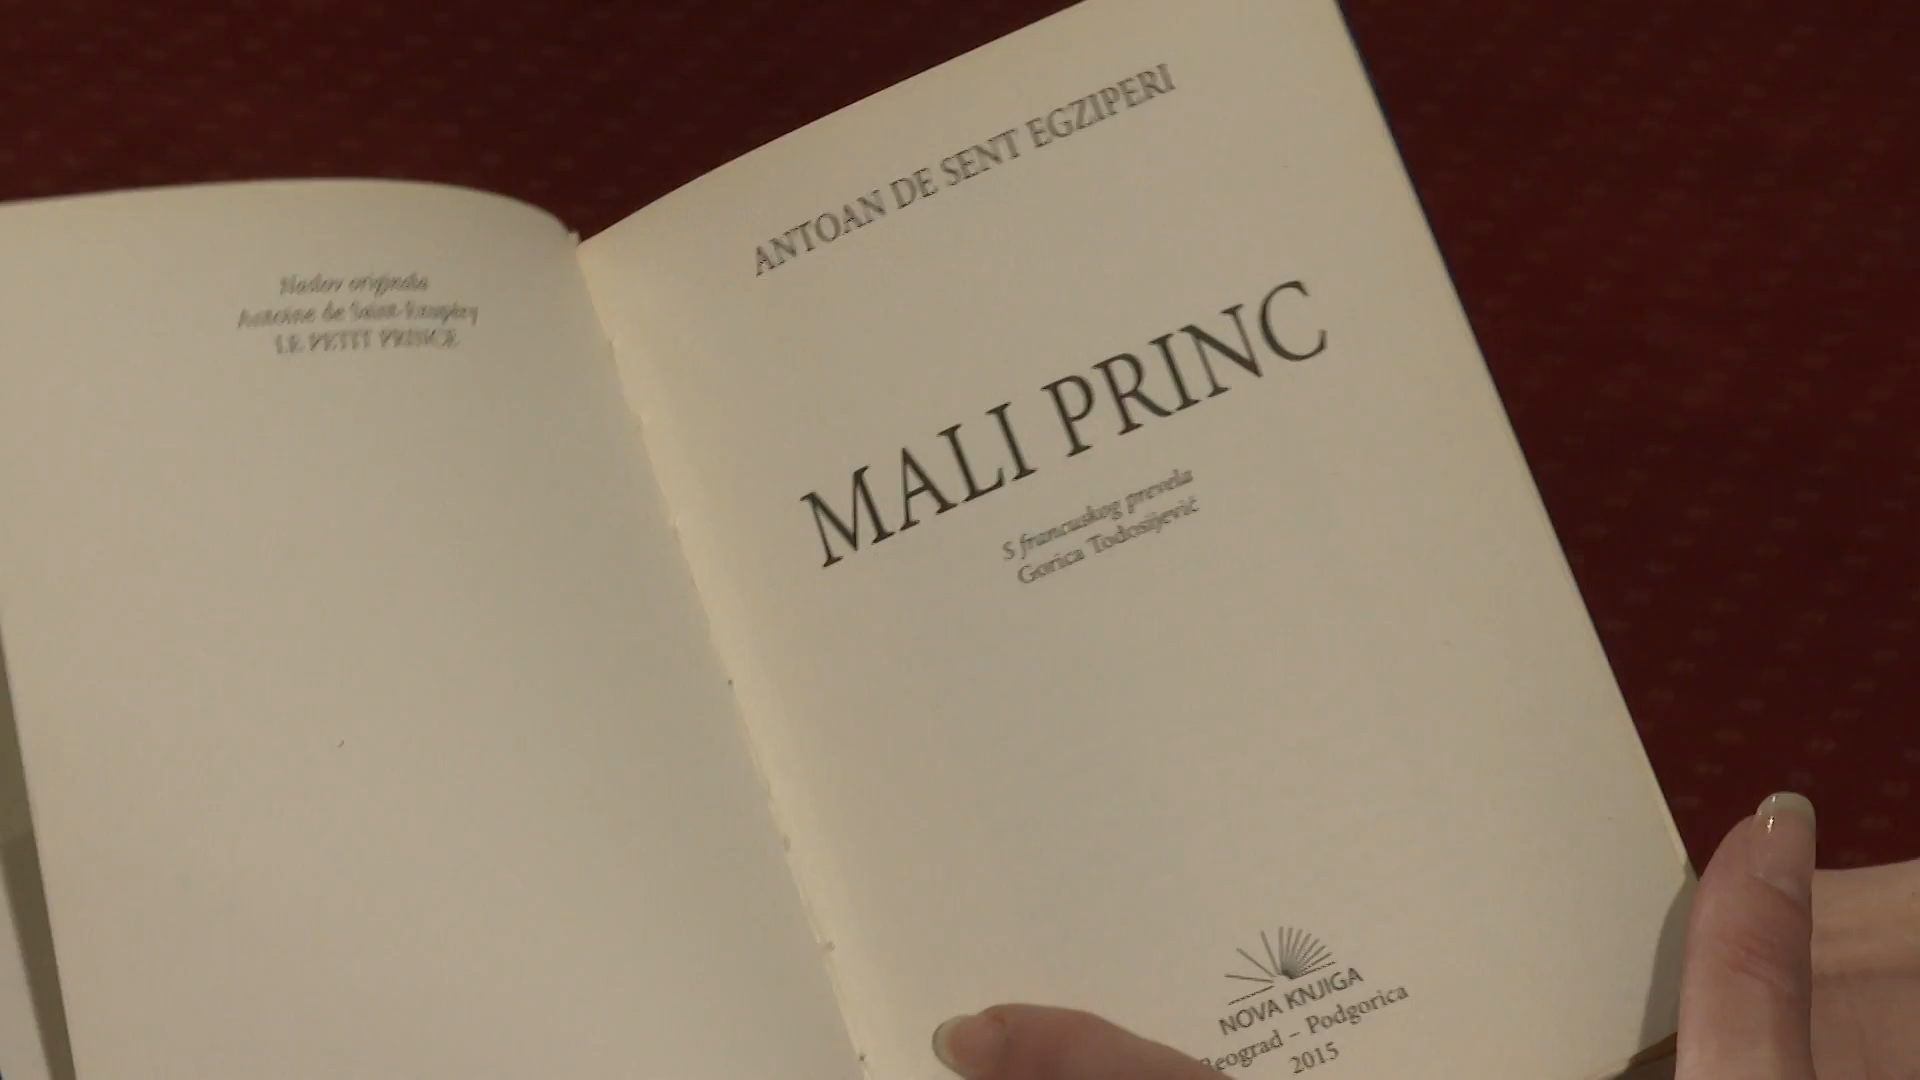 Naslov originala
Antoine de Saint-Exupéry
LE PETIT PRINCE
ANTOAN DE SENT EGZIPERI
MALI PRINC
S francuskog prevela
Gorica Todosijević
NOVA KNJIGA
Beograd – Podgorica
2015